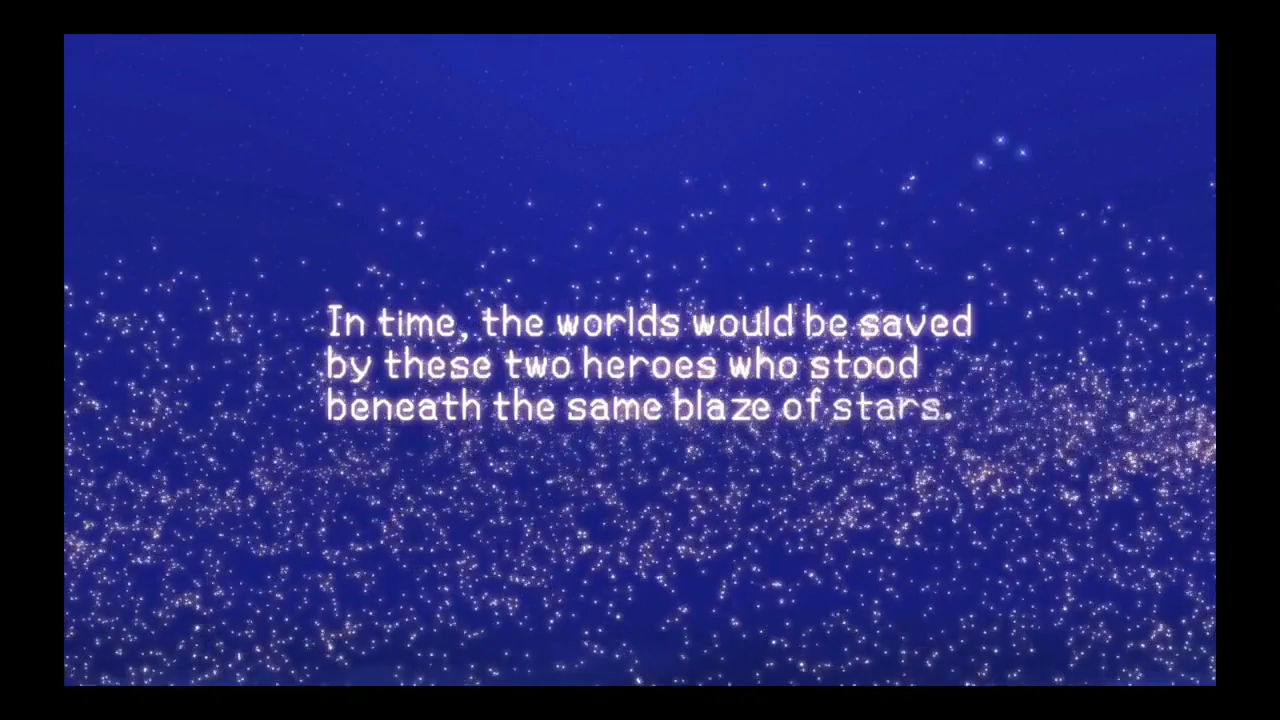 In time, the worlds would be saved
by these two heroes who stood
beneath the same blaze of stars.